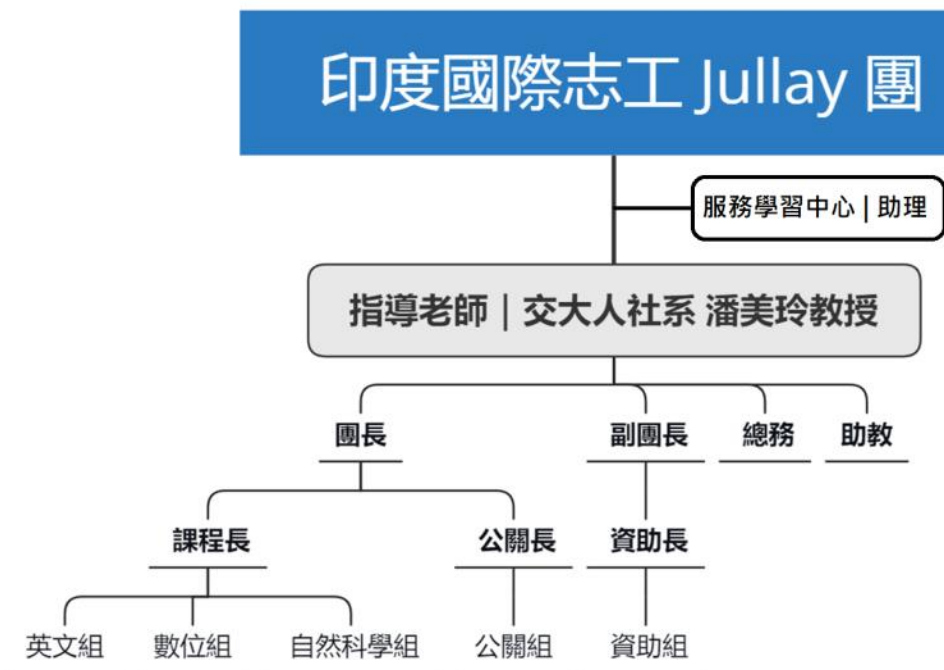 印度國際志工 Jullay 團
服務學習中心 | 助理
指導老師｜交大人社系 潘美玲教授
團長 副團長 總務 助教
課程長 公關長 資助長
英文組 數位組 自然科學組 公關組 資助組